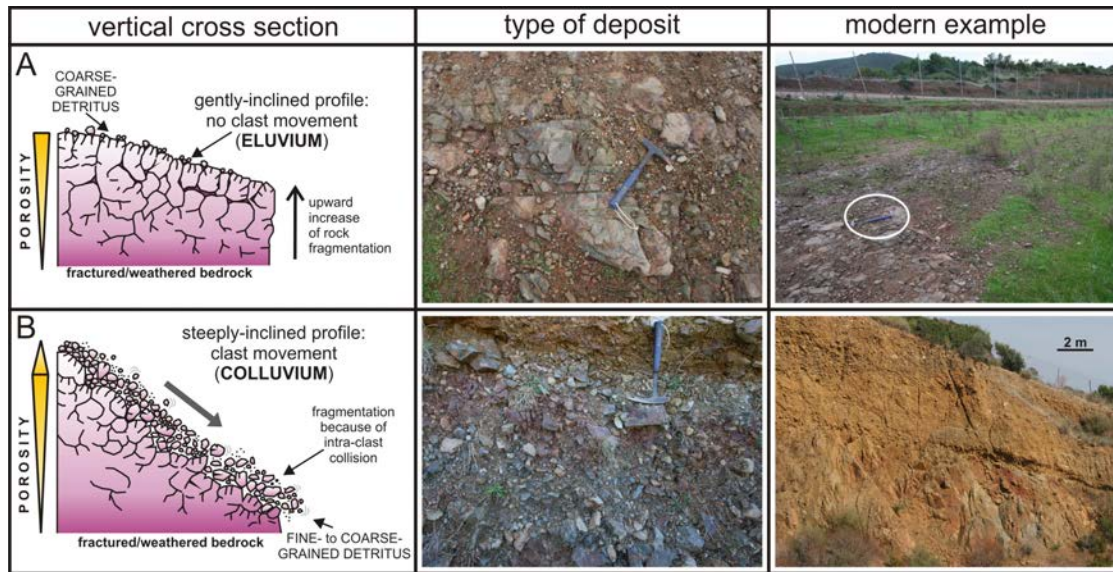 vertical cross section
type of deposit
modern example
A
COARSE-
GRAINED
DETRITUS
gently-inclined profile:
no clast movement
(ELUVIUM)
POROSITY
upward
increase
of rock
fragmentation
fractured/weathered bedrock
B
steeply-inclined profile:
clast movement
(COLLUVIUM)
POROSITY
fragmentation
because of
intra-clast
collision
fractured/weathered bedrock
FINE- to COARSE-
GRAINED DETRITUS
2 m